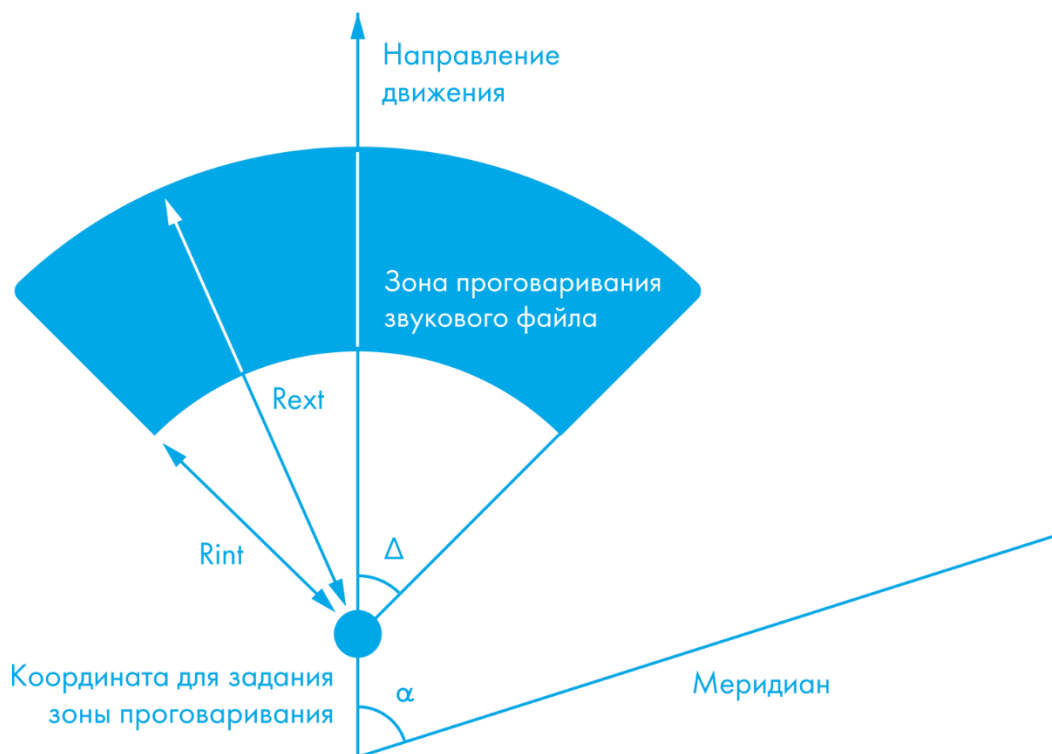 Направление
движения
Зона проговаривания
звукового файла
Rext
Rint
Δ
Координата для задания
зоны проговаривания
α
Меридиан